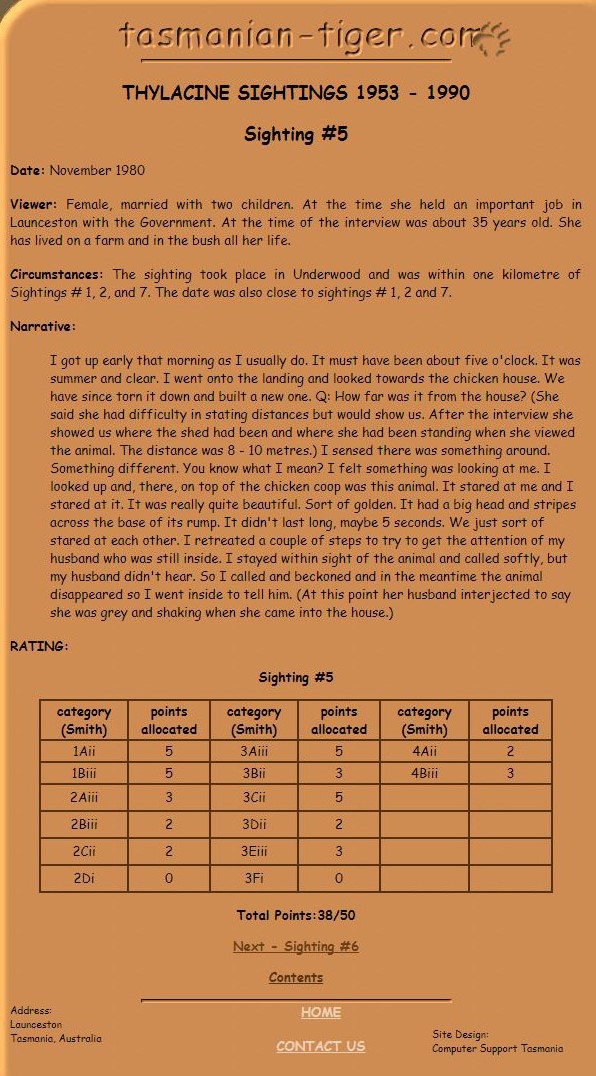 tasmanian-tiger.com
THYLACINE SIGHTINGS 1953 - 1990
Sighting #5
Date: November 1980
Viewer: Female, married with two children. At the time she held an important job in
Launceston with the Government. At the time of the interview was about 35 years old. She
has lived on a farm and in the bush all her life.
Circumstances: The sighting took place in Underwood and was within one kilometre of
Sightings # 1, 2, and 7. The date was also close to sightings # 1, 2 and 7.
Narrative:
I got up early that morning as I usually do. It must have been about five o'clock. It was
summer and clear. I went onto the landing and looked towards the chicken house. We
have since torn it down and built a new one. Q: How far was it from the house? (She
said she had difficulty in stating distances but would show us. After the interview she
showed us where the shed had been and where she had been standing when she viewed
the animal. The distance was 8 - 10 metres.) I sensed there was something around.
Something different. You know what I mean? I felt something was looking at me. I
looked up and, there, on top of the chicken coop was this animal. It stared at me and I
stared at it. It was really quite beautiful. Sort of golden. It had a big head and stripes
across the base of its rump. It didn't last long, maybe 5 seconds. We just sort of
stared at each other. I retreated a couple of steps to try to get the attention of my
husband who was still inside. I stayed within sight of the animal and called softly, but
my husband didn't hear. So I called and beckoned and in the meantime the animal
disappeared so I went inside to tell him. (At this point her husband interjected to say
she was grey and shaking when she came into the house.)
RATING:
Sighting #5
category points category points category points
(Smith) allocated (Smith) allocated (Smith) allocated
1Aii 5 3Aiii 5 4Aii 2
1Biii 5 3Bii 3 4Biii 3
2Aiii 3 3Cii 5
2Biii 2 3Dii 2
2Cii 2 3Eiii 3
2Di 0 3Fi 0
Total Points:38/50
Next - Sighting #6
Contents
Address:
Launceston
Tasmania, Australia
HOME
CONTACT US
Site Design:
Computer Support Tasmania